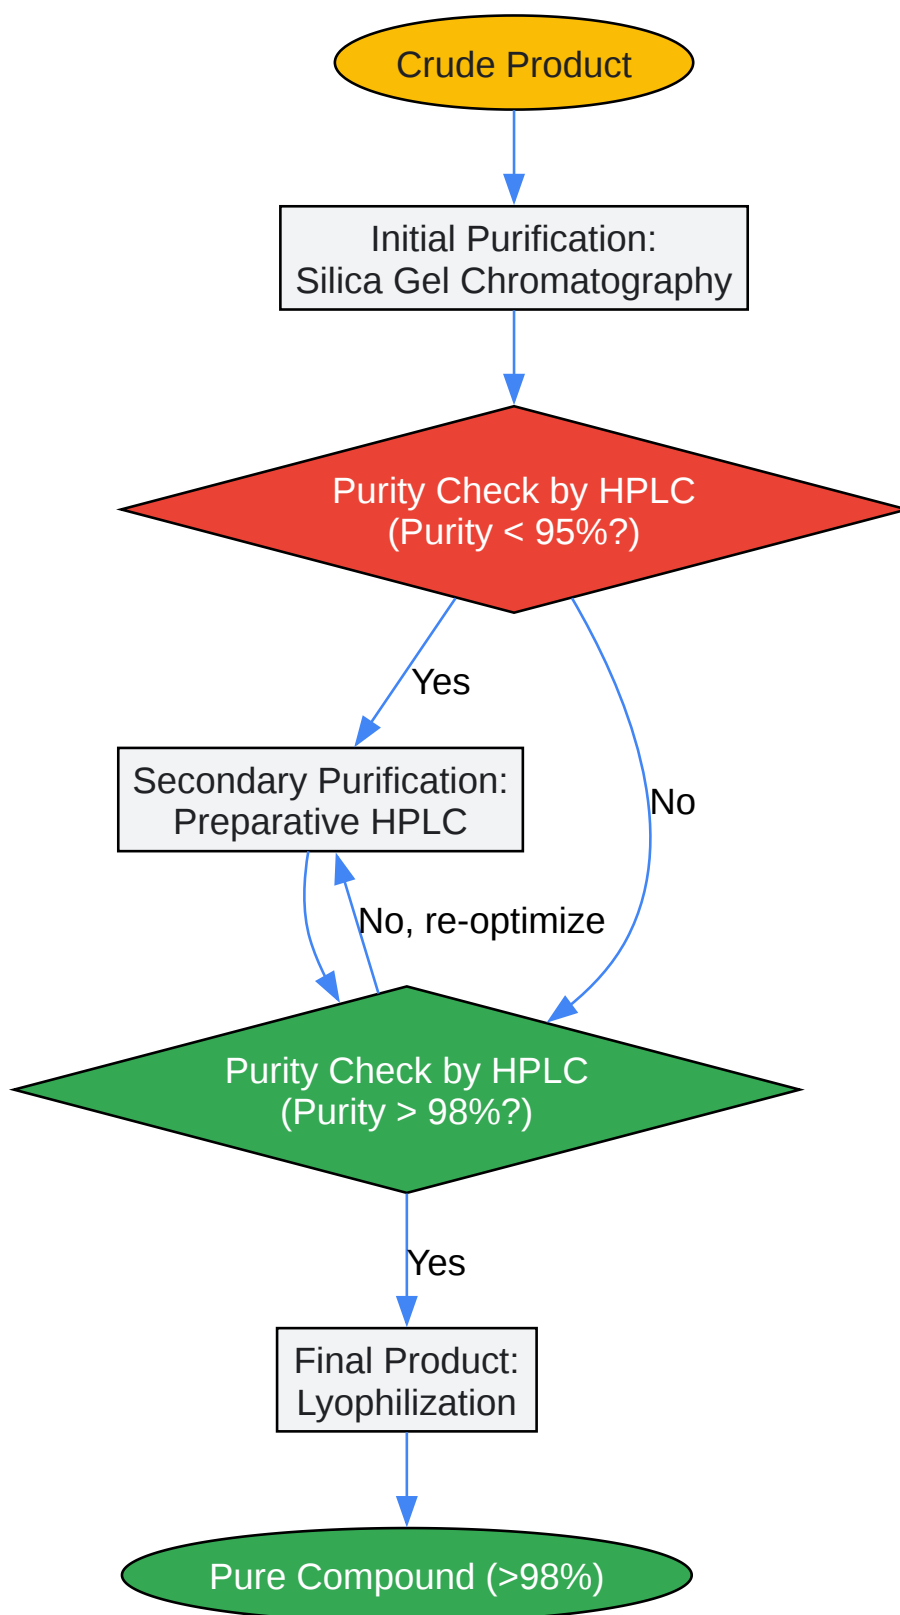 Crude Product
Initial Purification:
Silica Gel Chromatography
Purity Check by HPLC
(Purity < 95%?)
Yes
Secondary Purification:
Preparative HPLC
No
No, re-optimize
Purity Check by HPLC
(Purity > 98%?)
Yes
Final Product:
Lyophilization
Pure Compound (>98%)